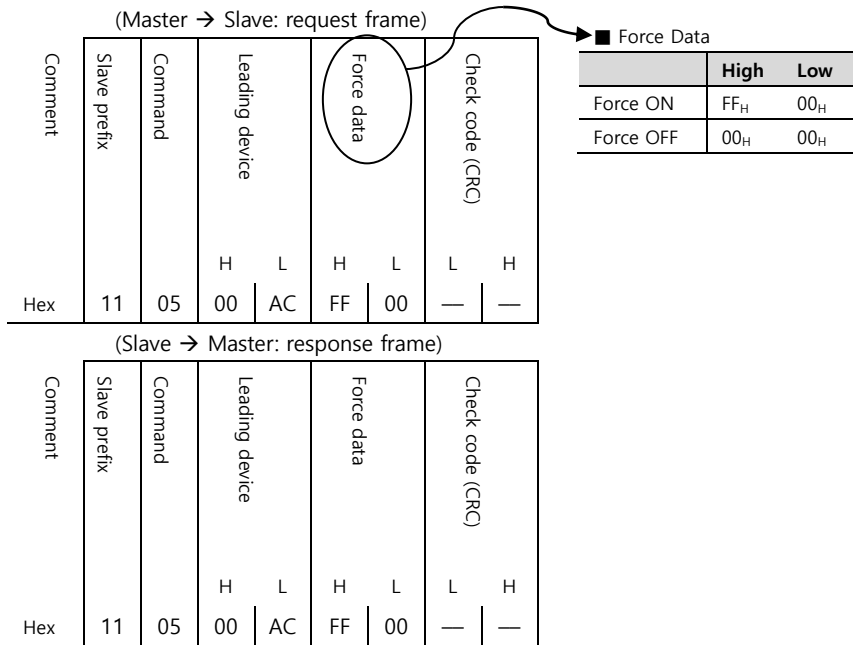 (Master → Slave: request frame)
■ Force Data
High Low
Force ON FFH 00H
Force OFF 00H 00H
Comment
Slave prefix
Command
Leading device
Force data
Check code (CRC)
H L H L L H
Hex 11 05 00 AC FF 00 — —
(Slave → Master: response frame)
Comment
Slave prefix
Command
Leading device
Force data
Check code (CRC)
H L H L L H
Hex 11 05 00 AC FF 00 — —